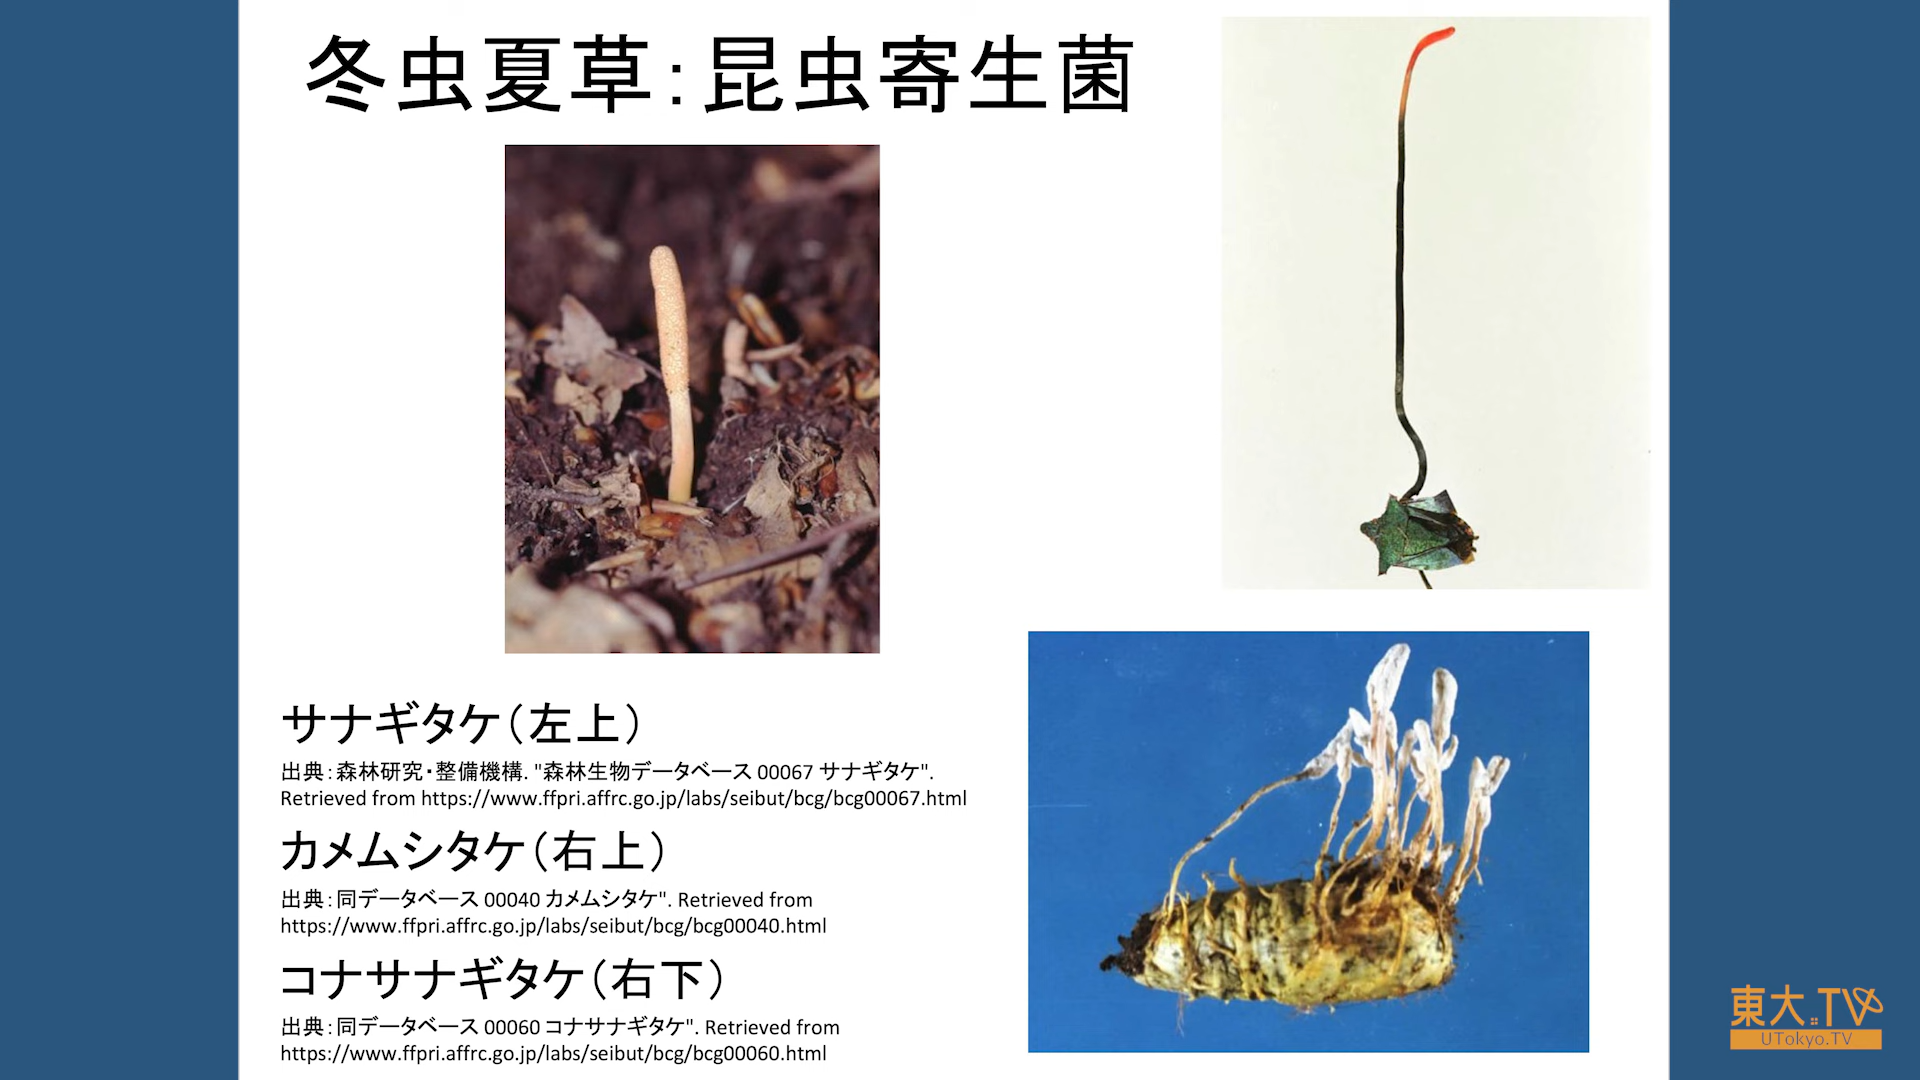 冬虫夏草：昆虫寄生菌
サナギタケ（左上）
出典：森林研究・整備機構. "森林生物データベース 00067 サナギタケ".
Retrieved from https://www.ffpri.affrc.go.jp/labs/seibut/bcg/bcg00067.html
カメムシタケ（右上）
出典：同データベース 00040 カメムシタケ". Retrieved from
https://www.ffpri.affrc.go.jp/labs/seibut/bcg/bcg00040.html
コナサナギタケ（右下）
出典：同データベース 00060 コナサナギタケ". Retrieved from
https://www.ffpri.affrc.go.jp/labs/seibut/bcg/bcg00060.html
東大TV
UTokyo.TV